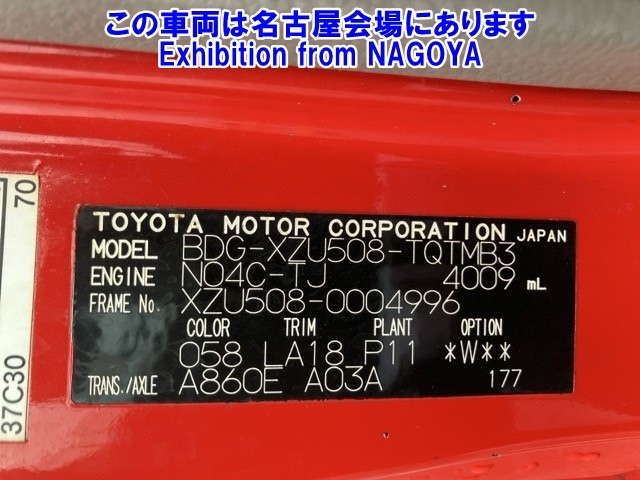 この車両は名古屋会場にあります
Exhibition from NAGOYA
37C30 70
TOYOTA MOTOR CORPORATION JAPAN
MODEL BDG-XZU508-TQTMB3
ENGINE N04C-TJ 4009 mL
FRAME No. XZU508-0004996
COLOR TRIM PLANT OPTION
058 LA18 P11 *W**
TRANS./AXLE A860E A03A 177